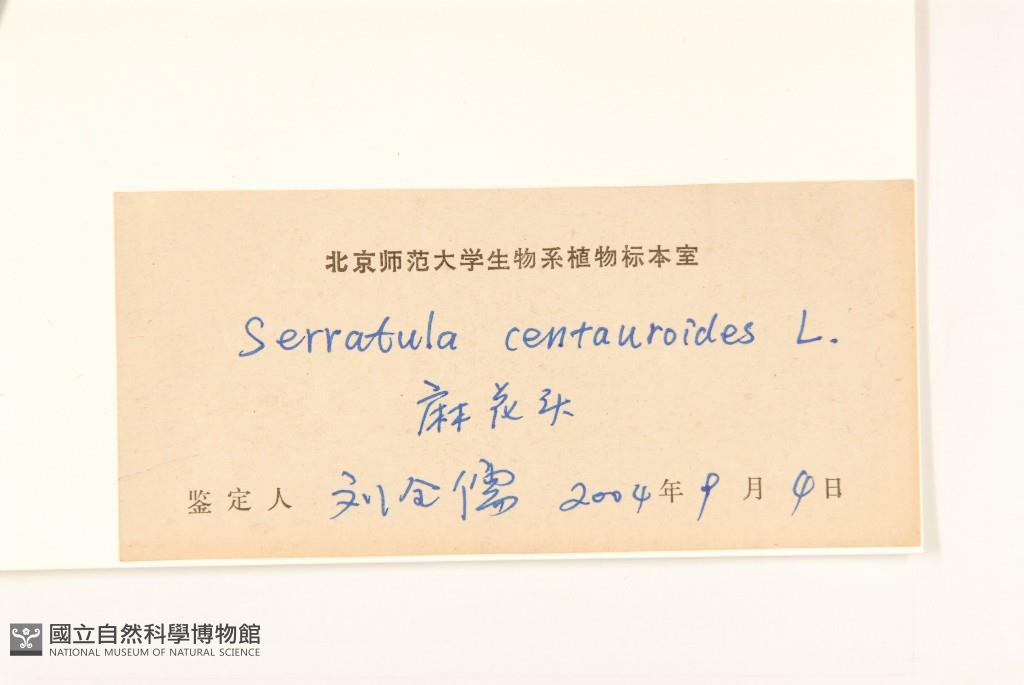 北京师范大学生物系植物标本室
Serratula centauroides L.
麻花头
鉴定人 刘全儒 2004年9月4日
國立自然科學博物館
NATIONAL MUSEUM OF NATURAL SCIENCE